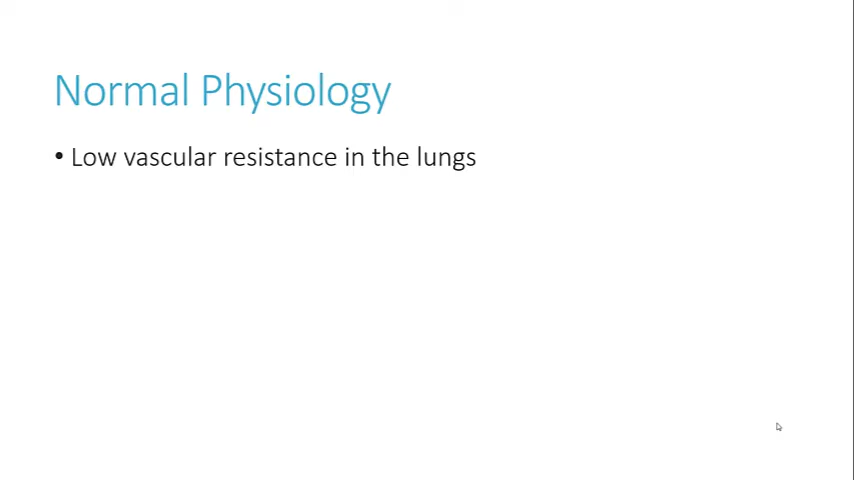 Normal Physiology
• Low vascular resistance in the lungs